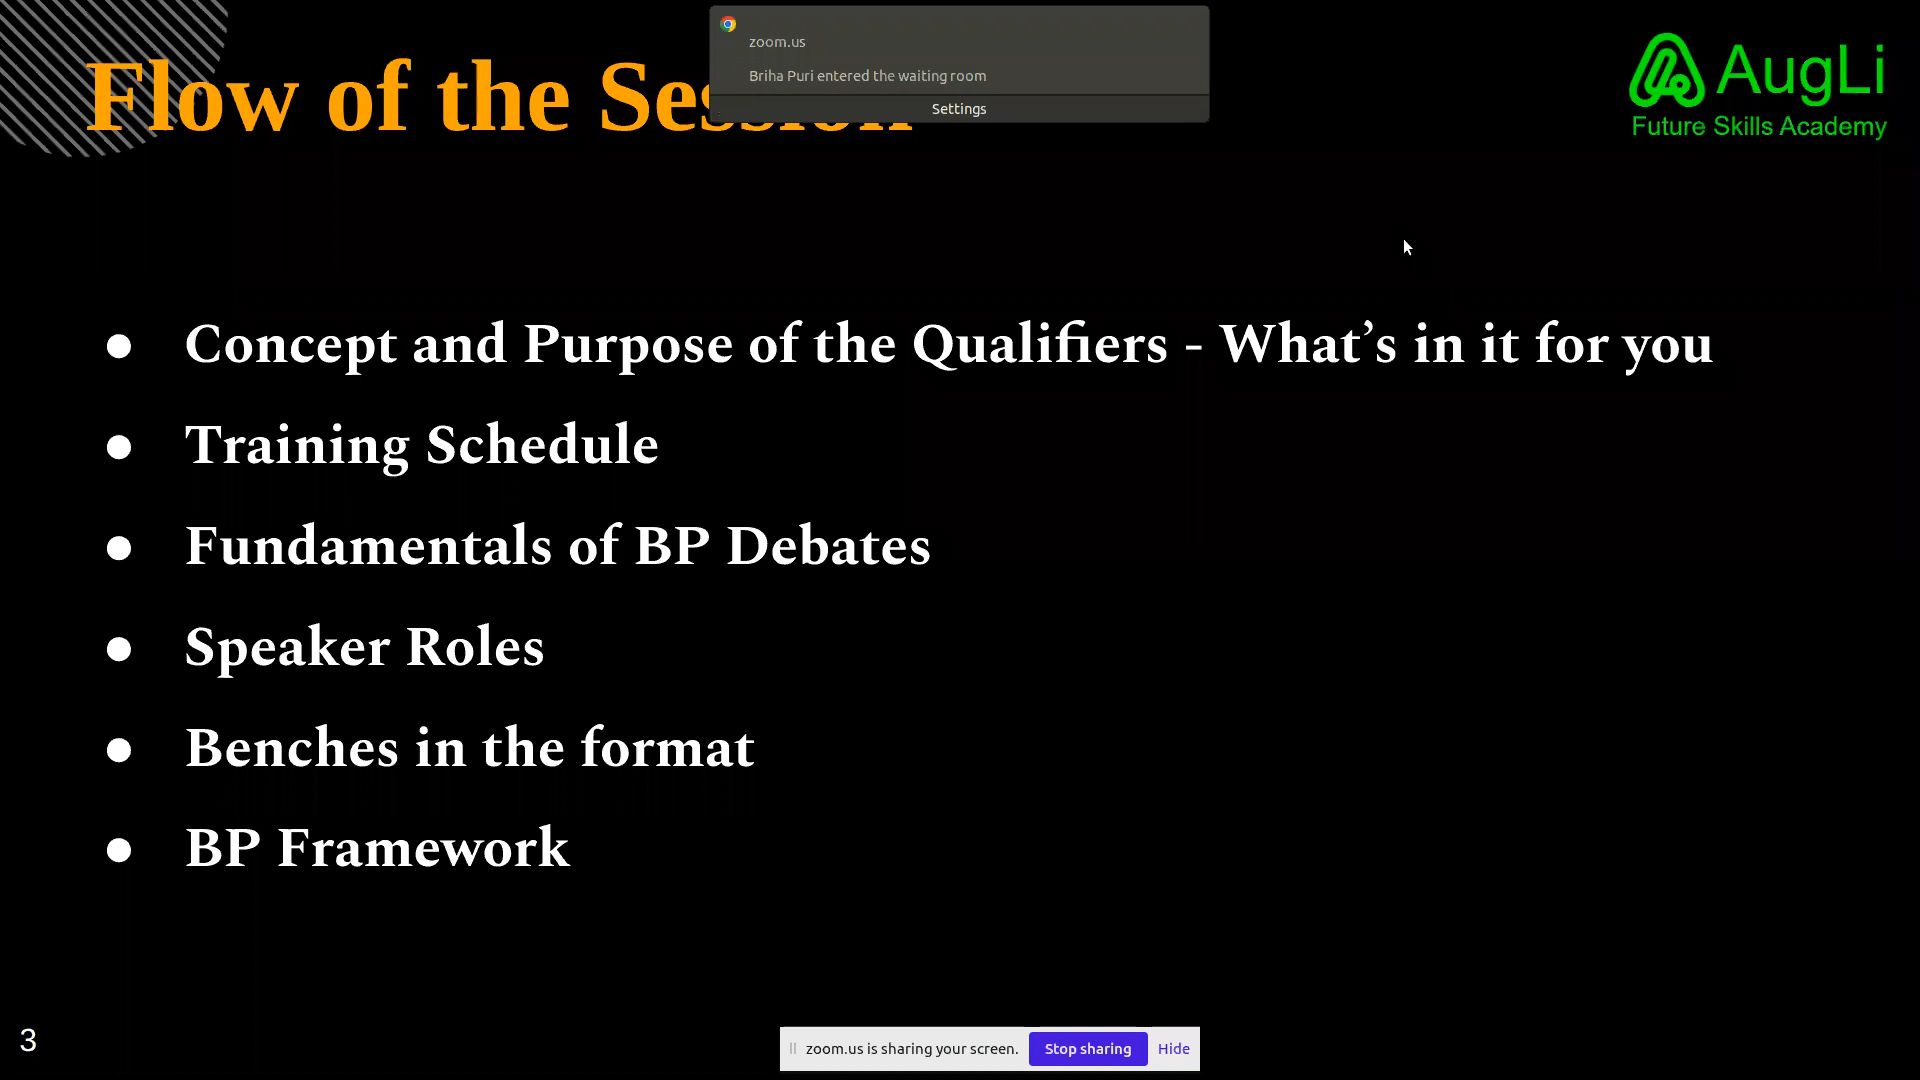 zoom.us
Briha Puri entered the waiting room
Settings
Flow of the Session
AugLi
Future Skills Academy
● Concept and Purpose of the Qualifiers - What’s in it for you
● Training Schedule
● Fundamentals of BP Debates
● Speaker Roles
● Benches in the format
● BP Framework
3
zoom.us is sharing your screen. Stop sharing Hide